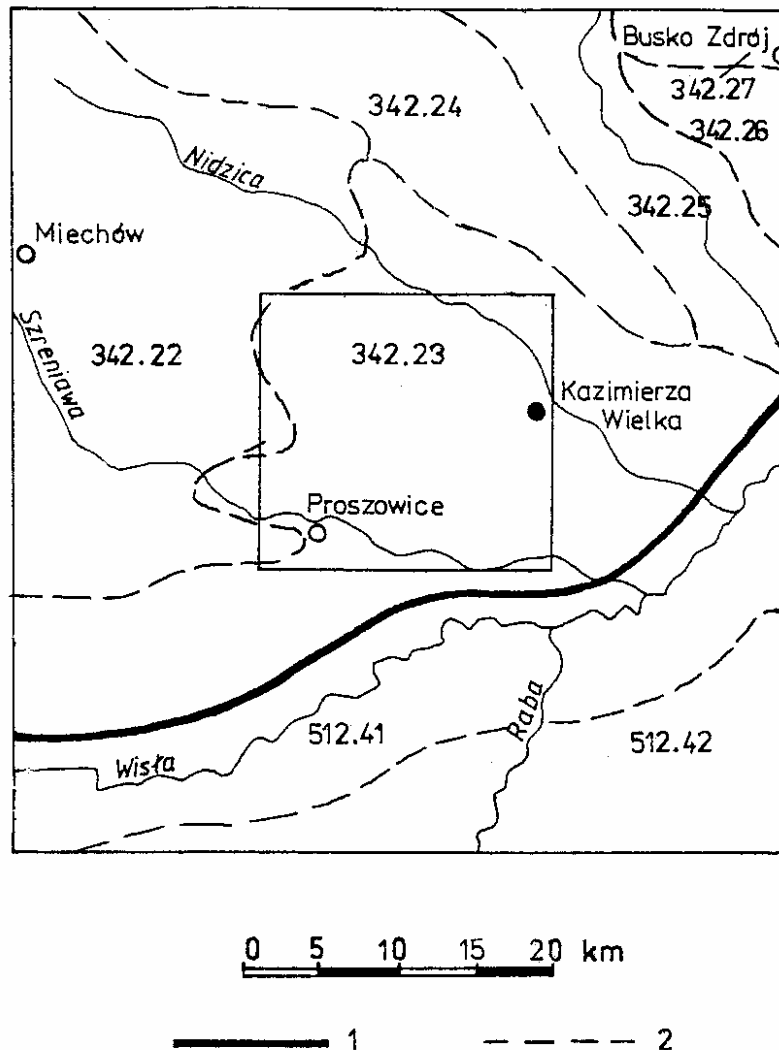 Busko Zdrój
342.27
342.24
342.26
Nidzica
342.25
Miechów
Szreniawa
342.22
342.23
Kazimierza
Wielka
Proszowice
Raba
512.41
512.42
Wisła
0 5 10 15 20 km
1 2